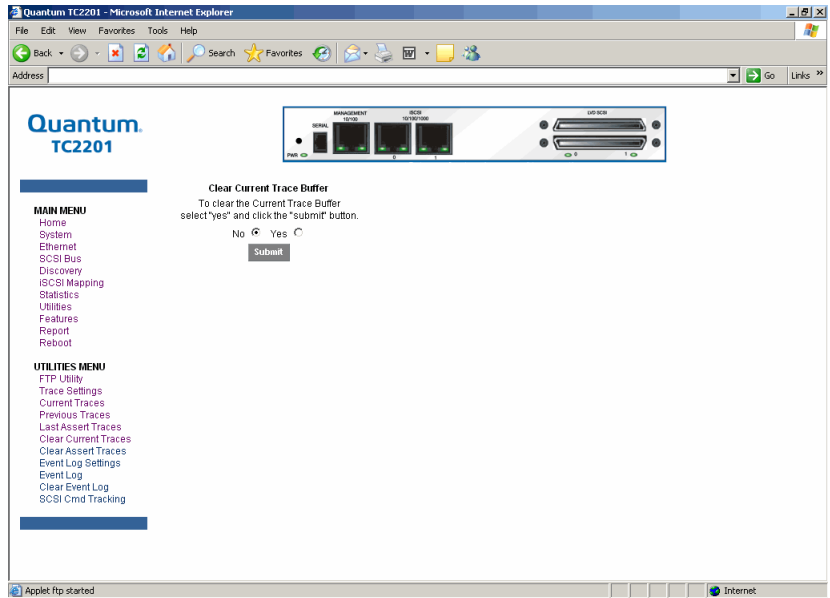 Quantum TC2201 - Microsoft Internet Explorer
File Edit View Favorites Tools Help
Back Search Favorites
Address Go Links »
Quantum.
TC2201
MANAGEMENT
10/100
ISCSI
10/100/1000
LVD SCSI
SERIAL
PWR
0 1
0 1
MAIN MENU
Home
System
Ethernet
SCSI Bus
Discovery
iSCSI Mapping
Statistics
Utilities
Features
Report
Reboot
UTILITIES MENU
FTP Utility
Trace Settings
Current Traces
Previous Traces
Last Assert Traces
Clear Current Traces
Clear Assert Traces
Event Log Settings
Event Log
Clear Event Log
SCSI Cmd Tracking
Clear Current Trace Buffer
To clear the Current Trace Buffer
select "yes" and click the "submit" button.
No Yes
Submit
Applet ftp started Internet